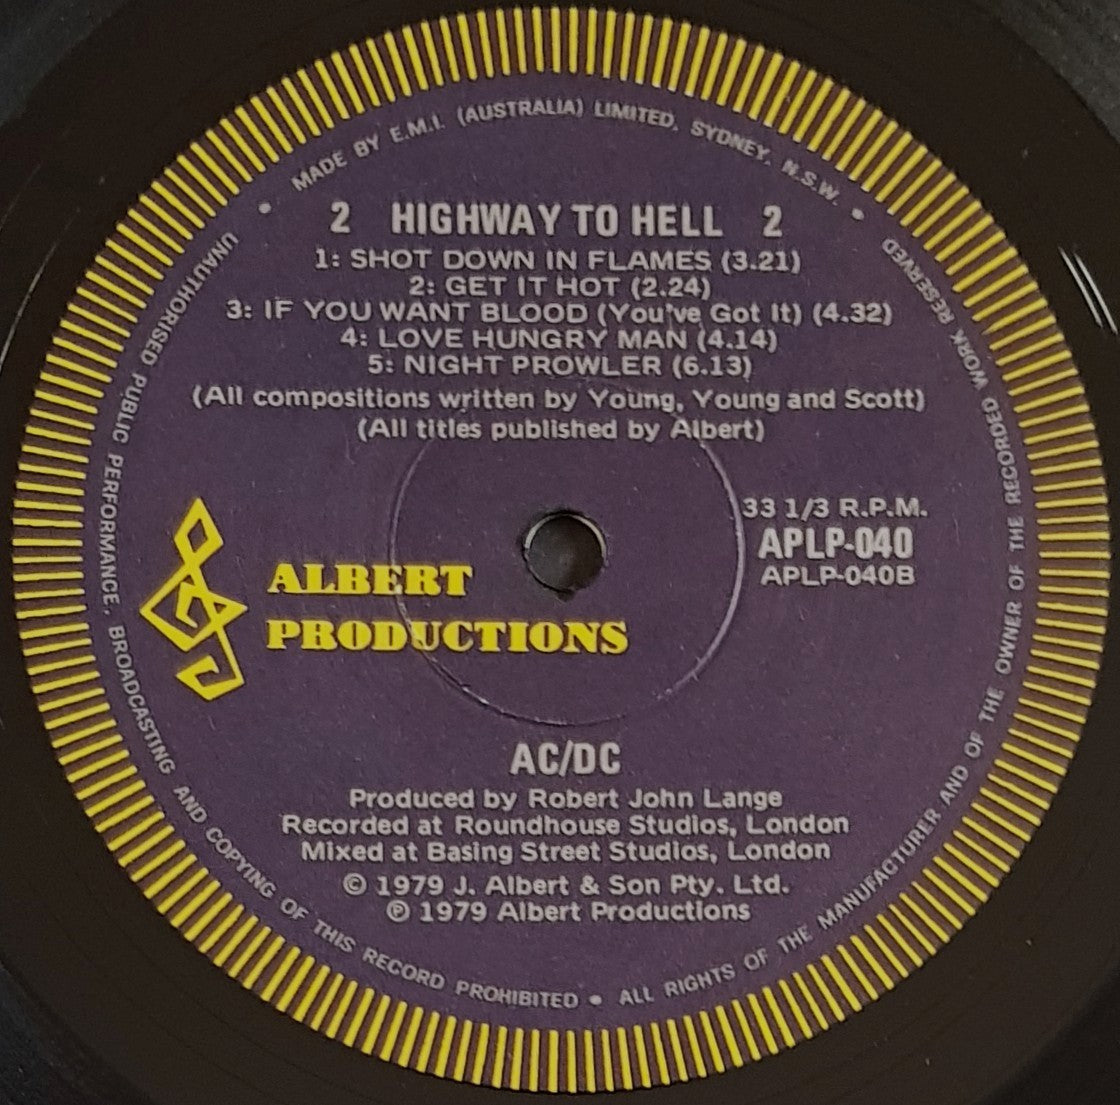 MADE BY E.M.I. (AUSTRALIA) LIMITED, SYDNEY, N.S.W. •
2 HIGHWAY TO HELL 2
1: SHOT DOWN IN FLAMES (3.21)
2: GET IT HOT (2.24)
3: IF YOU WANT BLOOD (You've Got It) (4.32)
4: LOVE HUNGRY MAN (4.14)
5: NIGHT PROWLER (6.13)
(All compositions written by Young, Young and Scott)
(All titles published by Albert)
33 1/3 R.P.M.
APLP-040
APLP-040B
ALBERT
PRODUCTIONS
AC/DC
Produced by Robert John Lange
Recorded at Roundhouse Studios, London
Mixed at Basing Street Studios, London
© 1979 J. Albert & Son Pty. Ltd.
℗ 1979 Albert Productions
• UNAUTHORISED PUBLIC PERFORMANCE, BROADCASTING AND COPYING OF THIS RECORD PROHIBITED • ALL RIGHTS OF THE MANUFACTURER AND OF THE OWNER OF THE RECORDED WORK RESERVED